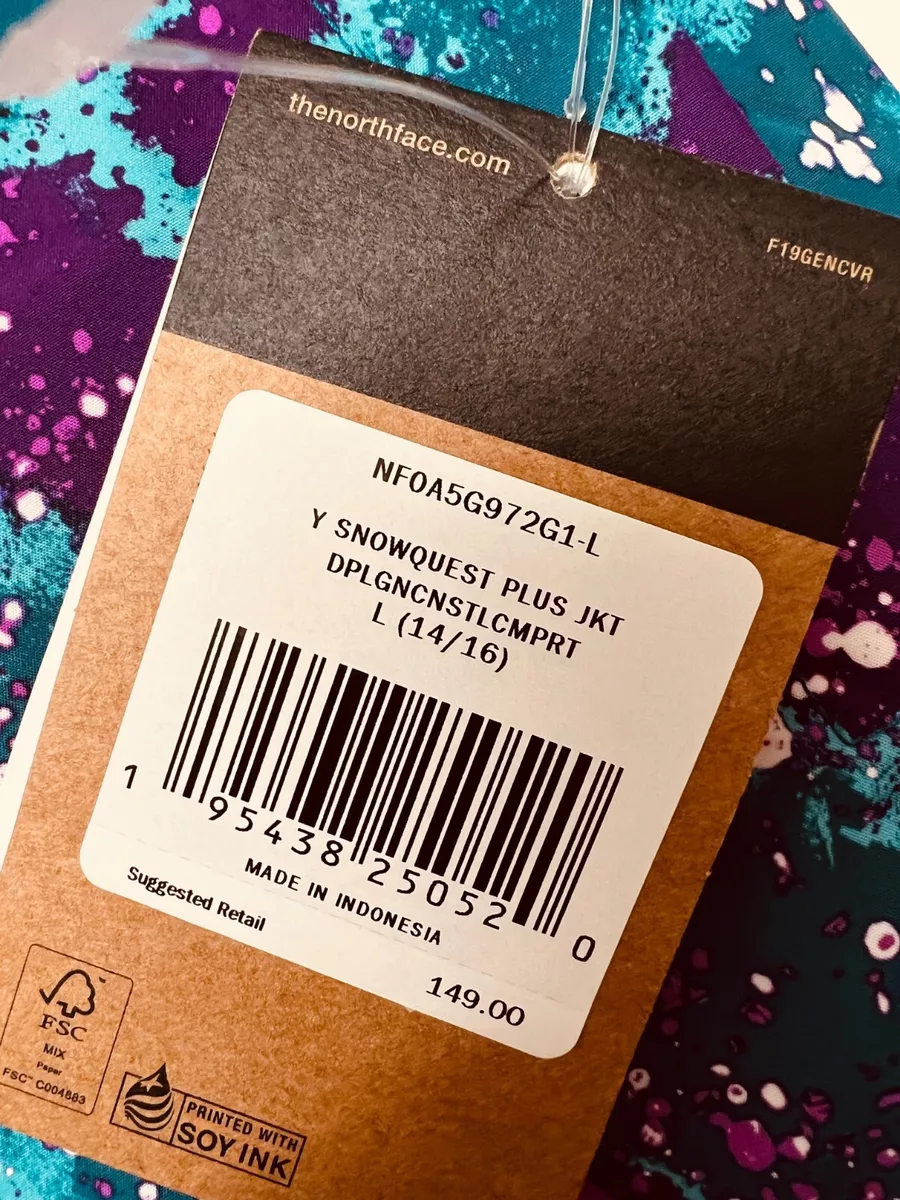 thenorthface.com
F19GENCVR
NF0A5G972G1-L
Y SNOWQUEST PLUS JKT
DPLGNCNSTLCMPRT
L (14/16)
1 95438 25052 0
MADE IN INDONESIA
Suggested Retail
149.00
FSC
MIX
Paper
FSC™ C004883
PRINTED WITH
SOY INK